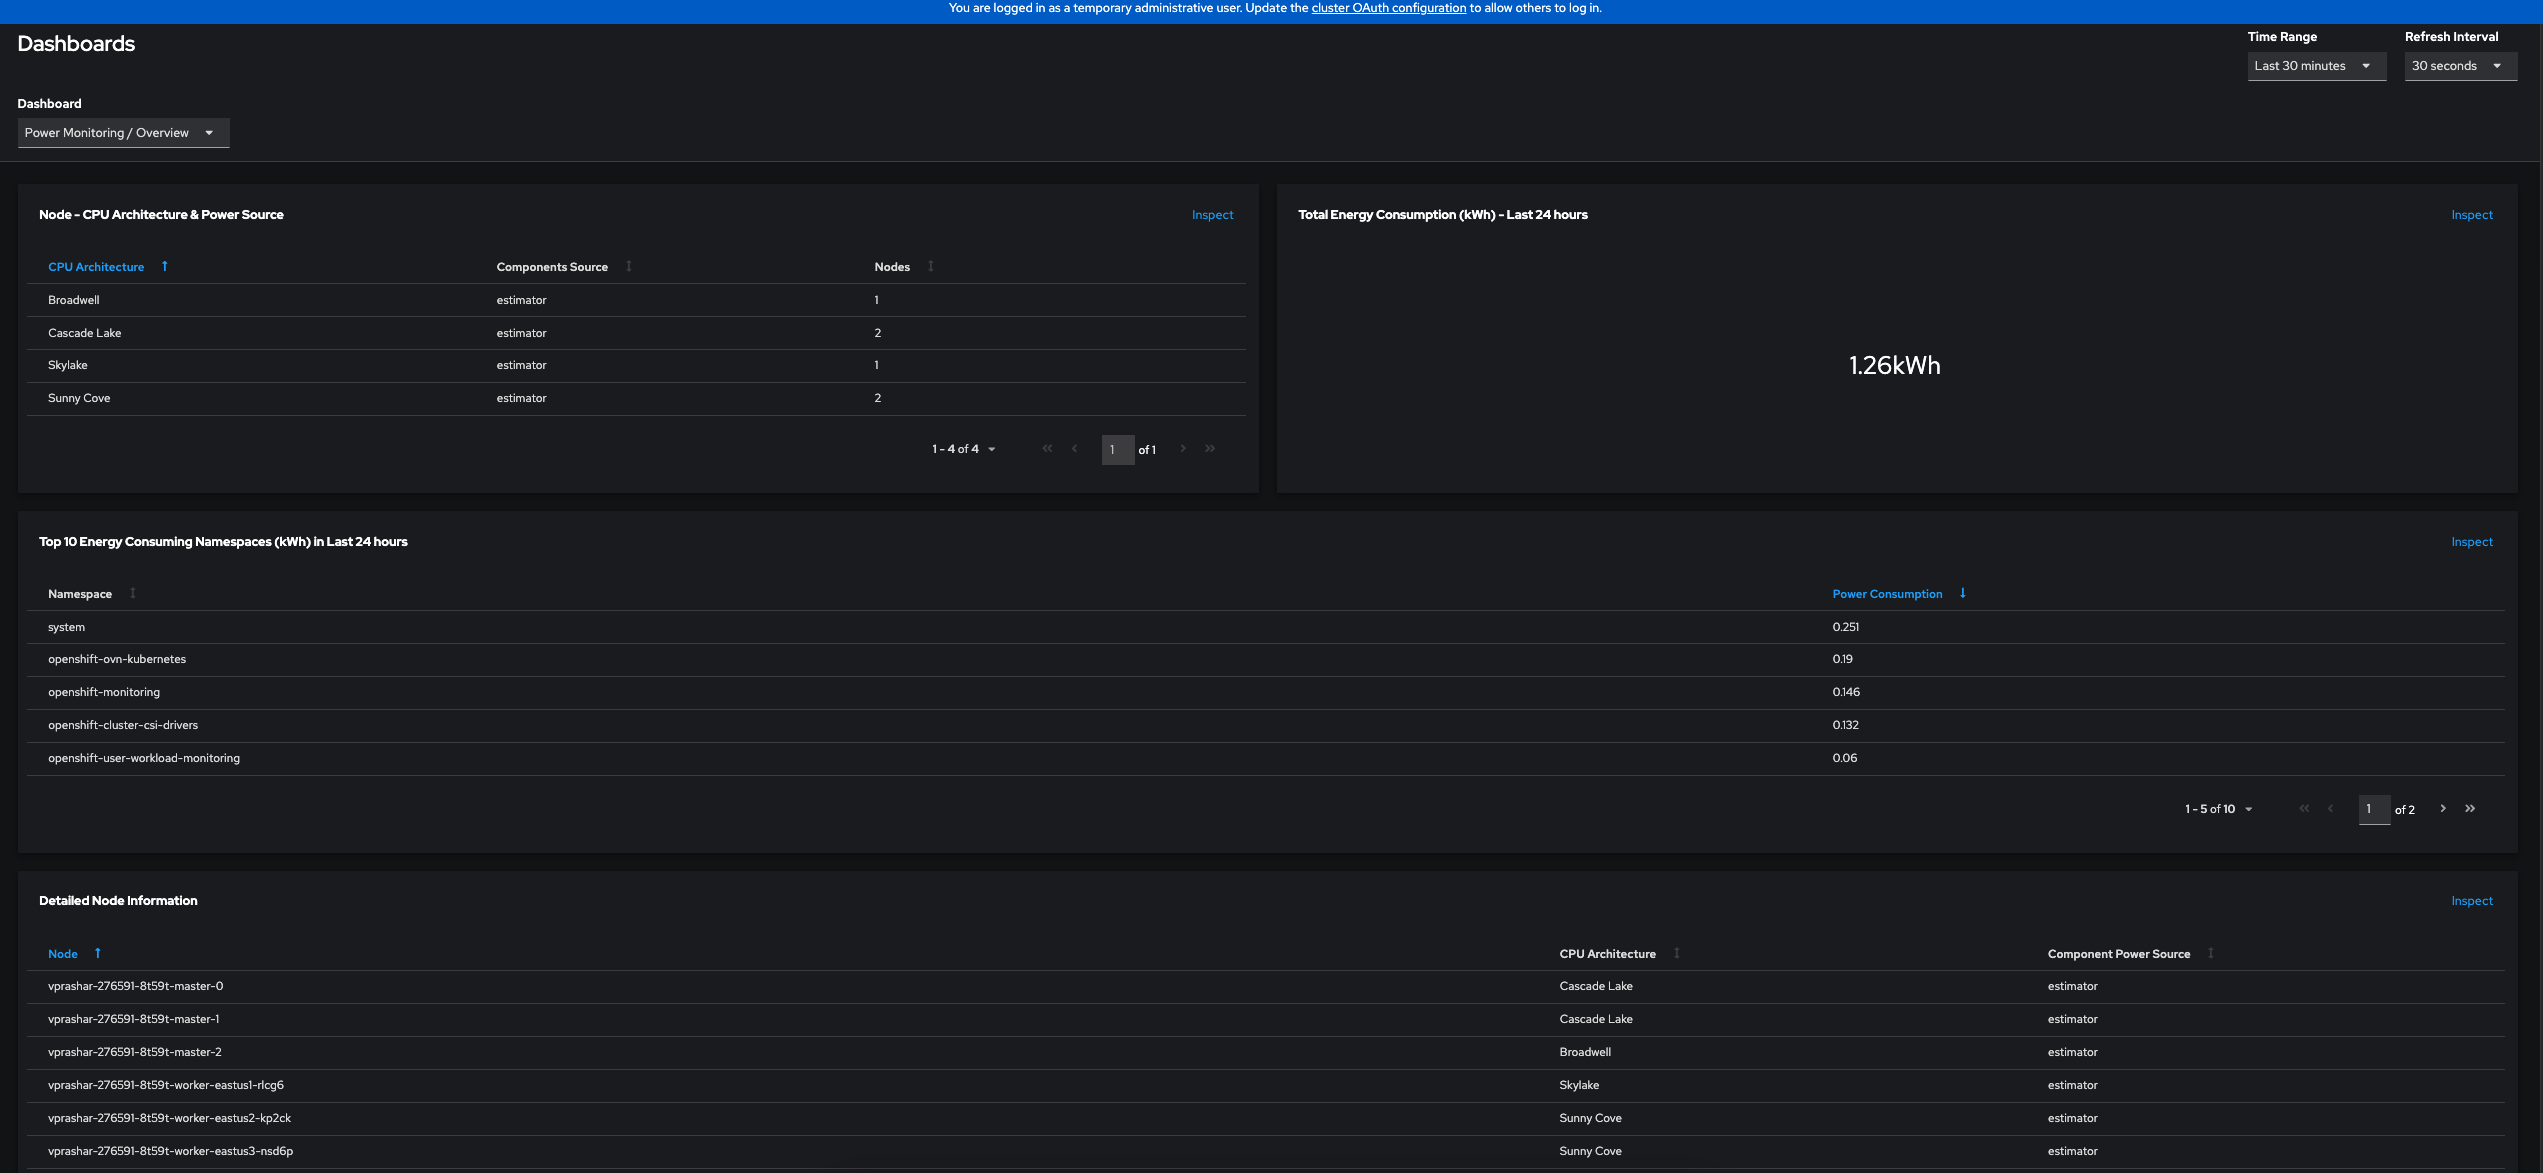 You are logged in as a temporary administrative user. Update the cluster OAuth configuration to allow others to log in.
Dashboards
Time Range
Refresh Interval
Last 30 minutes
30 seconds
Dashboard
Power Monitoring / Overview
Node - CPU Architecture & Power Source
Inspect
CPU Architecture Components Source Nodes
Broadwell estimator 1
Cascade Lake estimator 2
Skylake estimator 1
Sunny Cove estimator 2
1 - 4 of 4 1 of 1
Total Energy Consumption (kWh) - Last 24 hours
Inspect
1.26kWh
Top 10 Energy Consuming Namespaces (kWh) in Last 24 hours
Inspect
Namespace Power Consumption
system 0.251
openshift-ovn-kubernetes 0.19
openshift-monitoring 0.146
openshift-cluster-csi-drivers 0.132
openshift-user-workload-monitoring 0.06
1 - 5 of 10 1 of 2
Detailed Node Information
Inspect
Node CPU Architecture Component Power Source
vprashar-276591-8t59t-master-0 Cascade Lake estimator
vprashar-276591-8t59t-master-1 Cascade Lake estimator
vprashar-276591-8t59t-master-2 Broadwell estimator
vprashar-276591-8t59t-worker-eastus1-rlcg6 Skylake estimator
vprashar-276591-8t59t-worker-eastus2-kp2ck Sunny Cove estimator
vprashar-276591-8t59t-worker-eastus3-nsd6p Sunny Cove estimator